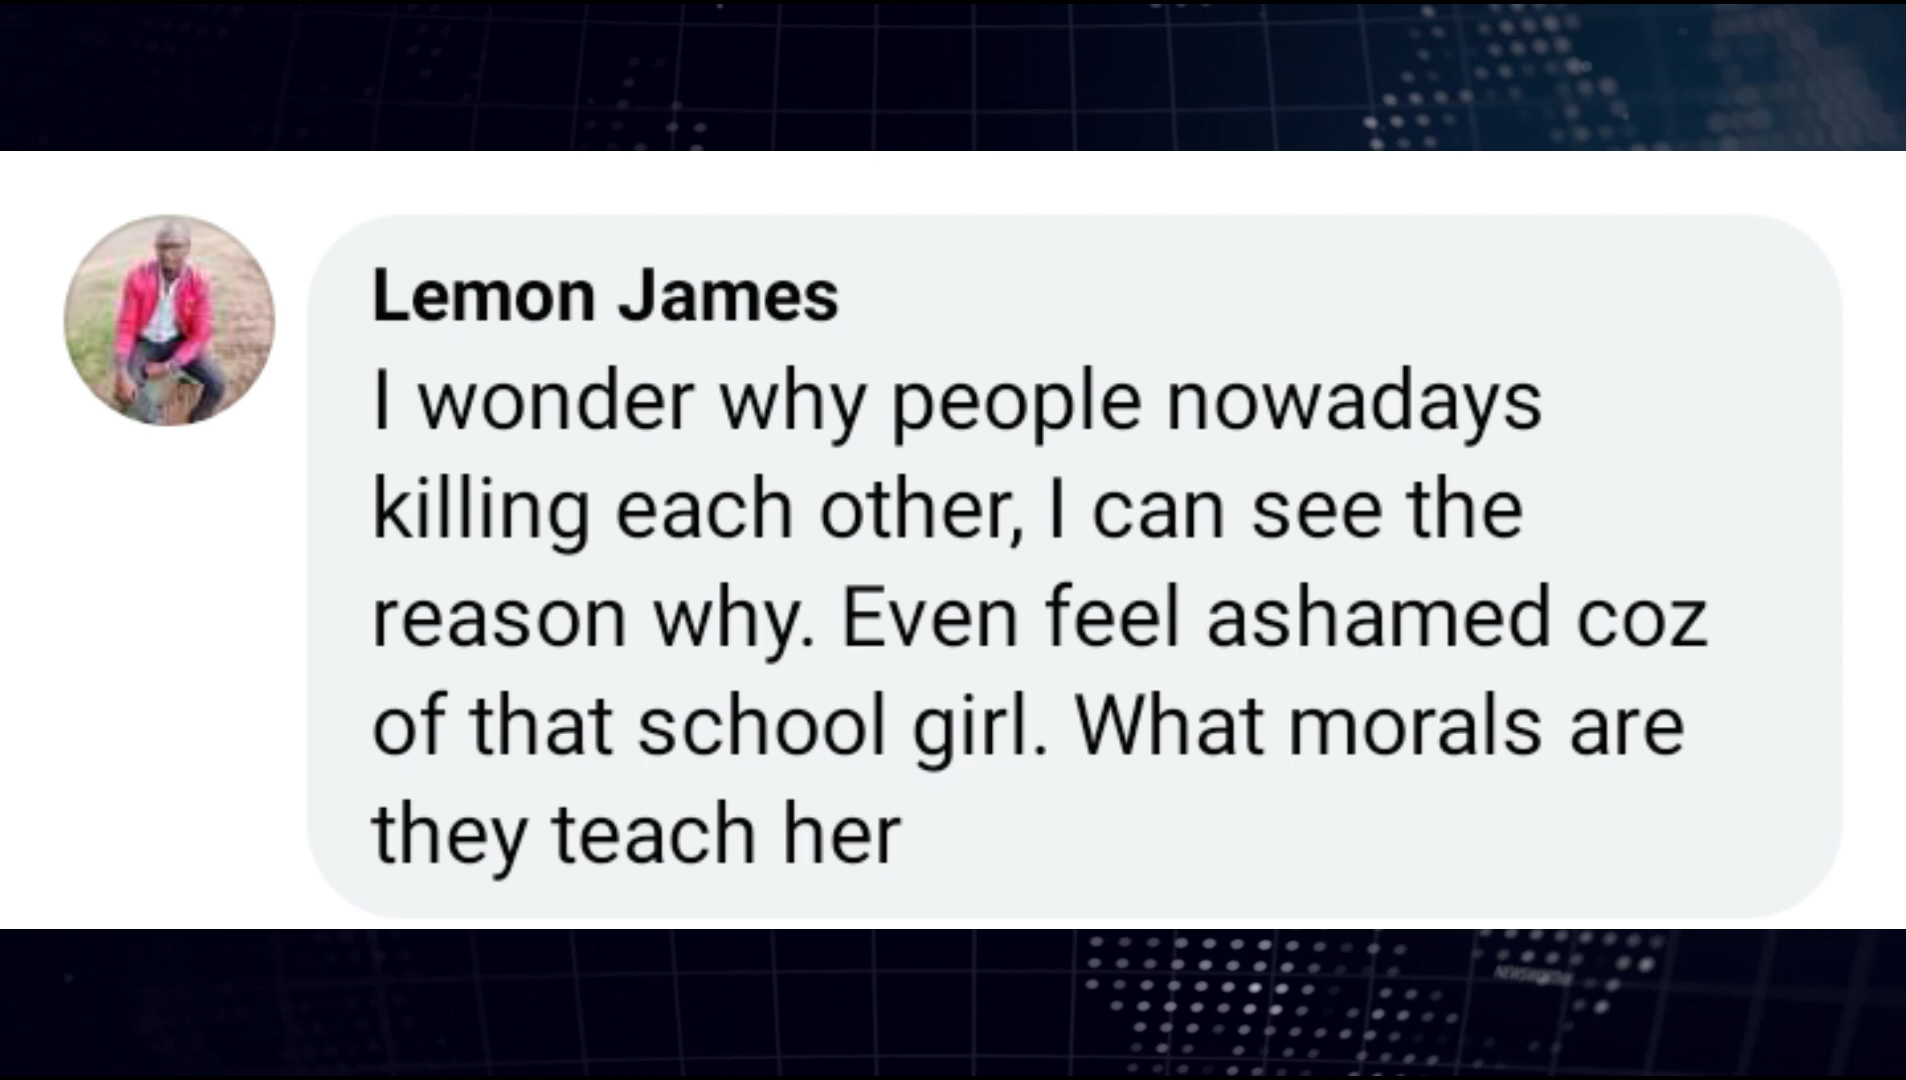 Lemon James
I wonder why people nowadays
killing each other, I can see the
reason why. Even feel ashamed coz
of that school girl. What morals are
they teach her
NEWSWORTHY